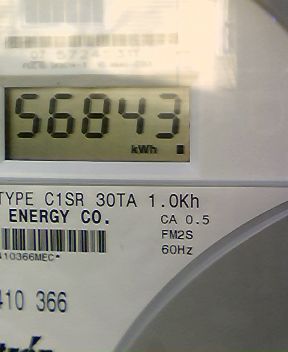 56843
kWh
TYPE C1SR 30TA 1.0Kh
ENERGY CO.
CA 0.5
FM2S
60Hz
410366MEC*
410 366